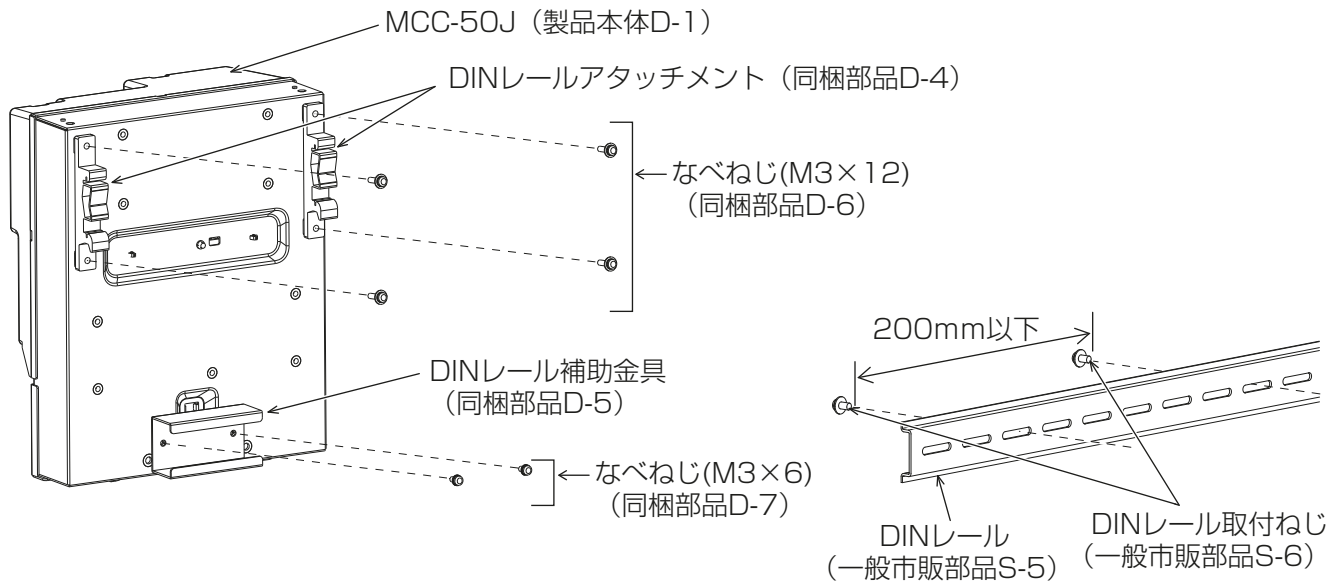 MCC-50J（製品本体D-1）
DINレールアタッチメント（同梱部品D-4）
なべねじ(M3×12)
（同梱部品D-6）
200mm以下
DINレール補助金具
（同梱部品D-5）
なべねじ(M3×6)
（同梱部品D-7）
DINレール
（一般市販部品S-5）
DINレール取付ねじ
（一般市販部品S-6）